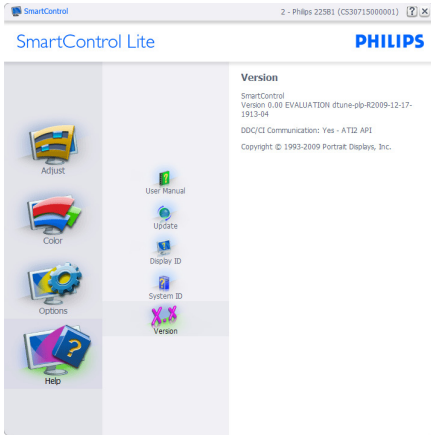 SmartControl
2 - Philips 225B1 (CS30715000001) ? X
SmartControl Lite
PHILIPS
Adjust
Color
Options
Help
User Manual
Update
Display ID
System ID
X.X
Version
Version
SmartControl
Version 0.00 EVALUATION dtune-plp-R2009-12-17-
1913-04
DDC/CI Communication: Yes - ATI2 API
Copyright © 1993-2009 Portrait Displays, Inc.